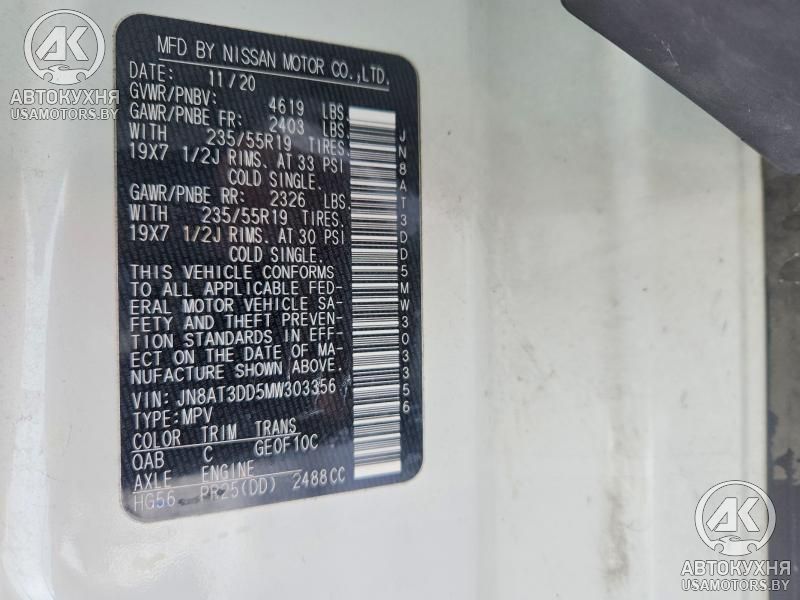 AK
АВТОКУХНЯ
USAMOTORS.BY
MFD BY NISSAN MOTOR CO.,LTD.
DATE: 11/20
GVWR/PNBV: 4619 LBS.
GAWR/PNBE FR: 2403 LBS.
WITH 235/55R19 TIRES.
19X7 1/2J RIMS. AT 33 PSI
COLD SINGLE.
GAWR/PNBE RR: 2326 LBS.
WITH 235/55R19 TIRES.
19X7 1/2J RIMS. AT 30 PSI
COLD SINGLE.
THIS VEHICLE CONFORMS
TO ALL APPLICABLE FED-
ERAL MOTOR VEHICLE SA-
FETY AND THEFT PREVEN-
TION STANDARDS IN EFF-
ECT ON THE DATE OF MA-
NUFACTURE SHOWN ABOVE.
VIN: JN8AT3DD5MW303356
TYPE:MPV
COLOR TRIM TRANS
QAB C GE0F10C
AXLE ENGINE
HG56 PR25(DD) 2488CC
JN8AT3DD5MW303356
AK
АВТОКУХНЯ
USAMOTORS.BY